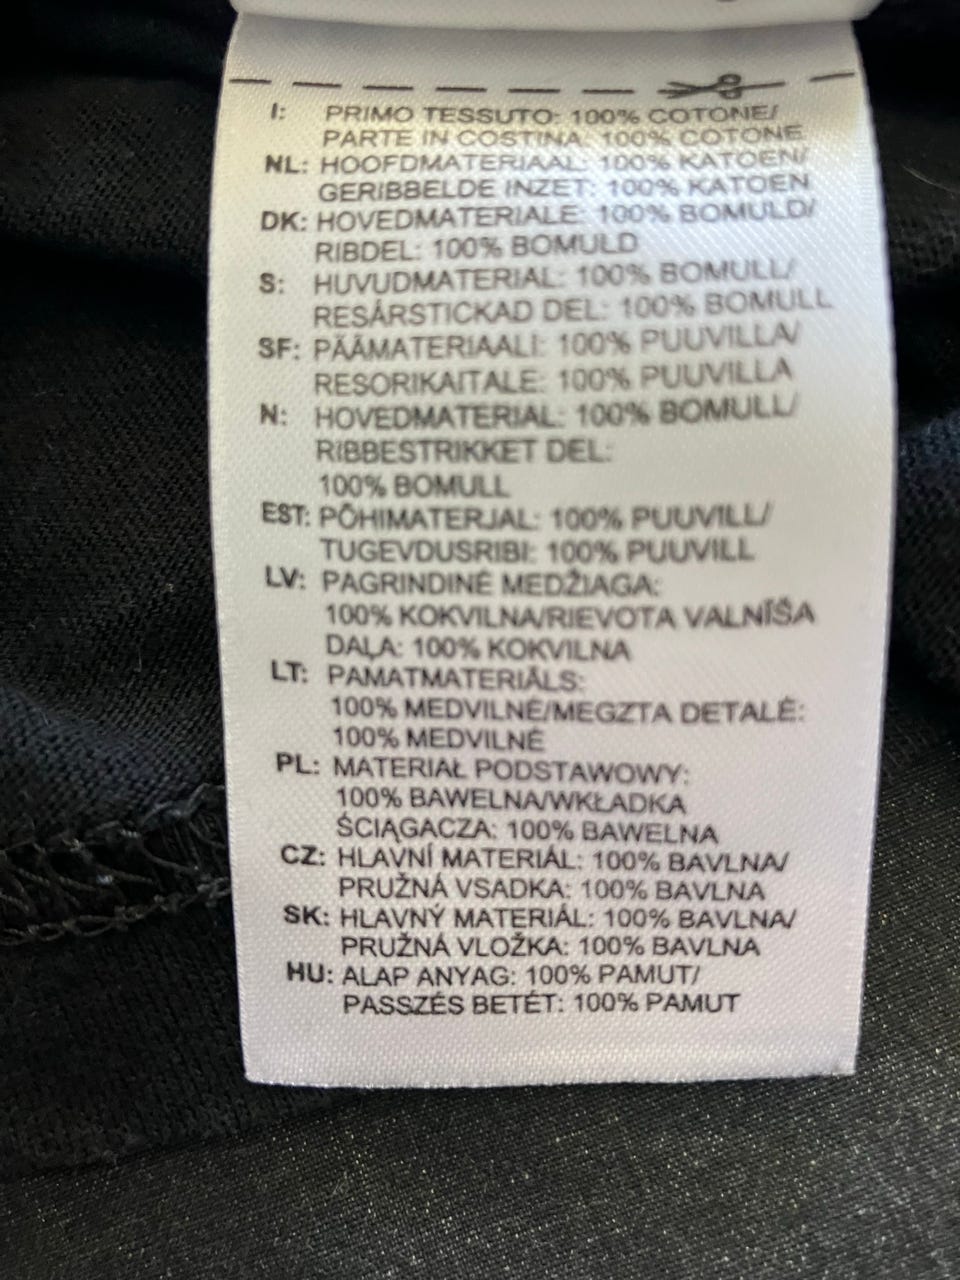 I: PRIMO TESSUTO: 100% COTONE/
PARTE IN COSTINA: 100% COTONE
NL: HOOFDMATERIAAL: 100% KATOEN/
GERIBBELDE INZET: 100% KATOEN
DK: HOVEDMATERIALE: 100% BOMULD/
RIBDEL: 100% BOMULD
S: HUVUDMATERIAL: 100% BOMULL/
RESÅRSTICKAD DEL: 100% BOMULL
SF: PÄÄMATERIAALI: 100% PUUVILLA/
RESORIKAITALE: 100% PUUVILLA
N: HOVEDMATERIAL: 100% BOMULL/
RIBBESTRIKKET DEL:
100% BOMULL
EST: PÕHIMATERJAL: 100% PUUVILL/
TUGEVDUSRIBI: 100% PUUVILL
LV: PAGRINDINĖ MEDŽIAGA:
100% KOKVILNA/RIEVOTA VALNĪŠA
DAĻA: 100% KOKVILNA
LT: PAMATMATERIĀLS:
100% MEDVILNĖ/MEGZTA DETALĖ:
100% MEDVILNĖ
PL: MATERIAŁ PODSTAWOWY:
100% BAWELNA/WKŁADKA
ŚCIĄGACZA: 100% BAWELNA
CZ: HLAVNÍ MATERIÁL: 100% BAVLNA/
PRUŽNÁ VSADKA: 100% BAVLNA
SK: HLAVNÝ MATERIÁL: 100% BAVLNA/
PRUŽNÁ VLOŽKA: 100% BAVLNA
HU: ALAP ANYAG: 100% PAMUT/
PASSZÉS BETÉT: 100% PAMUT